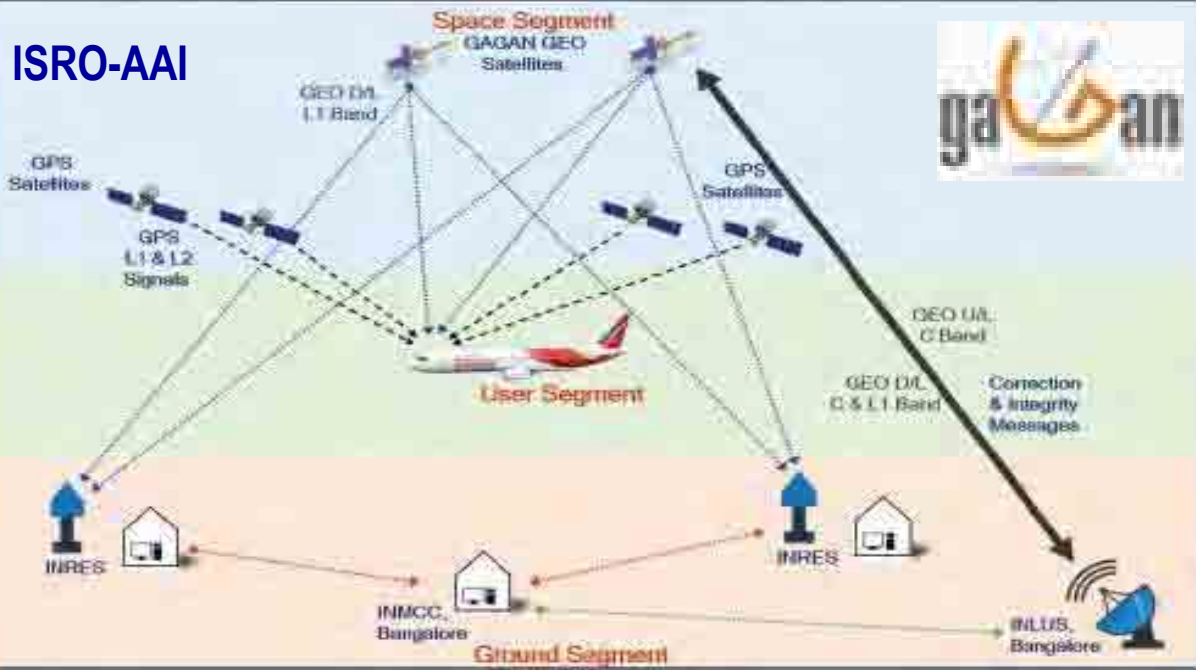 Space Segment
ISRO-AAI
GAGAN GEO
Satellites
gagan
GEO D/L
L1 Band
GPS
Satellites
GPS
Satellites
GPS
L1 & L2
Signals
GEO U/L
C Band
User Segment
GEO D/L
C & L1 Band
Correction
& Integrity
Messages
INRES
INRES
INMCC,
Bangalore
INLUS,
Bangalore
Ground Segment